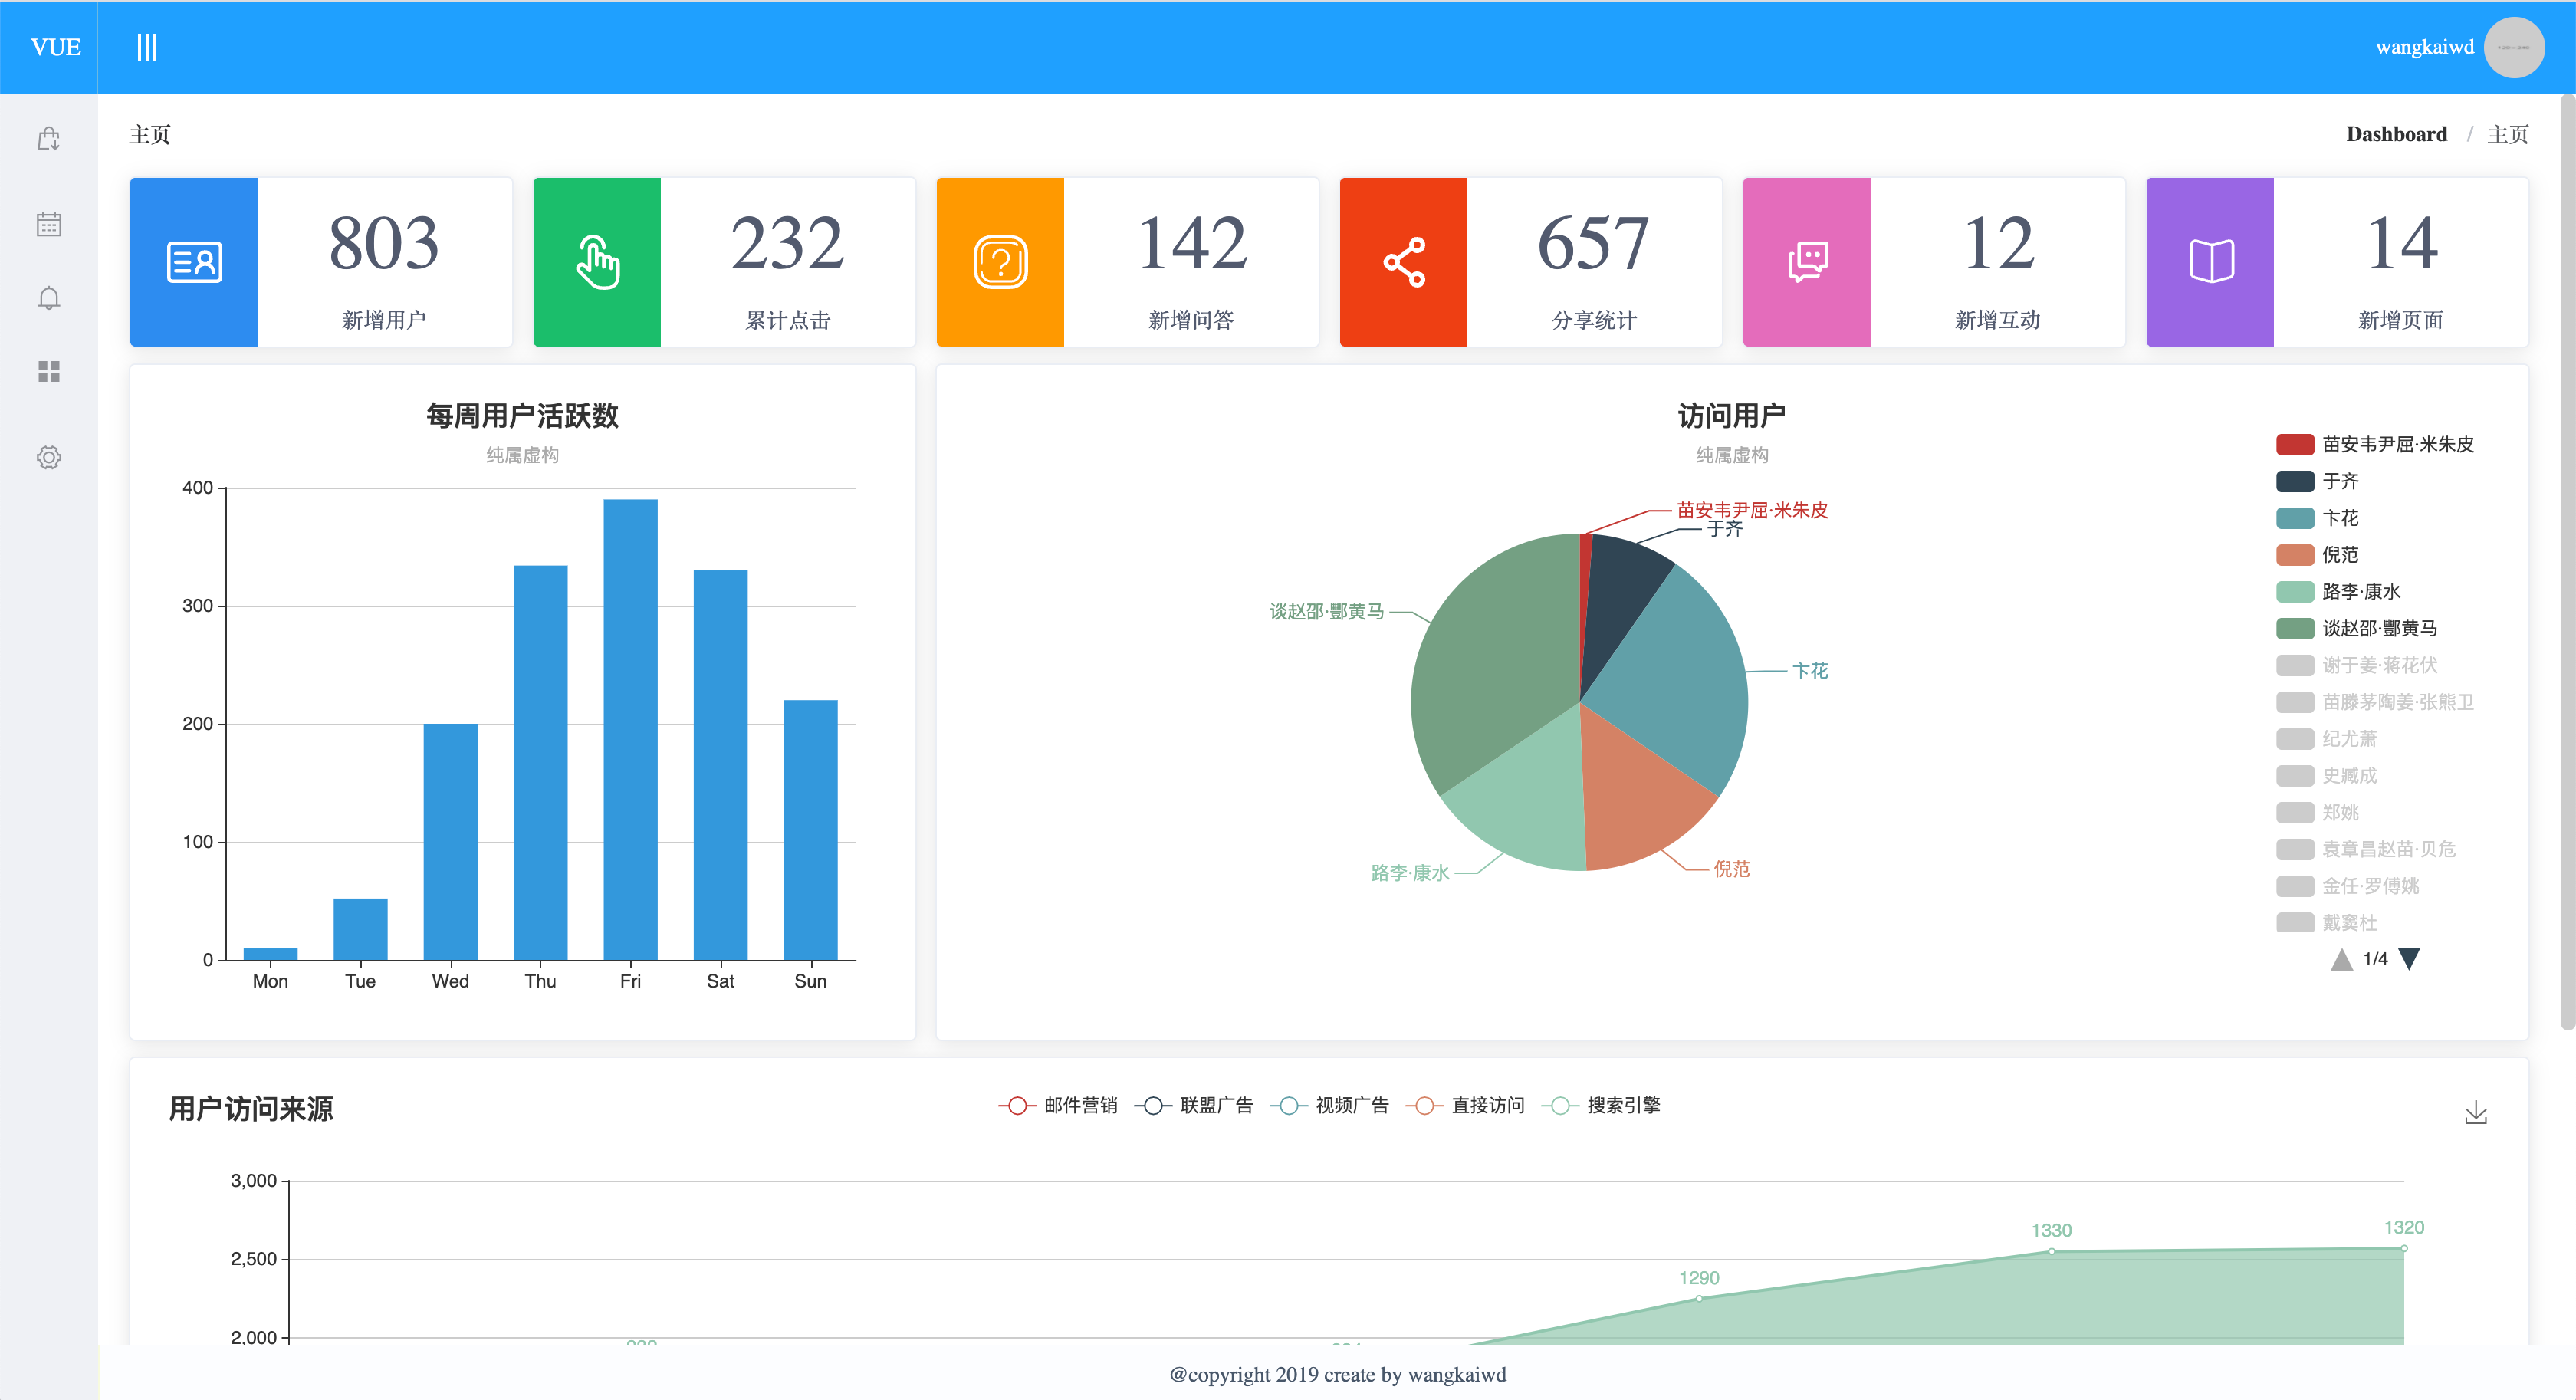 VUE
wangkaiwd
主页
Dashboard / 主页
803
新增用户
232
累计点击
142
新增问答
657
分享统计
12
新增互动
14
新增页面
每周用户活跃数
纯属虚构
400
300
200
100
0
Mon Tue Wed Thu Fri Sat Sun
访问用户
纯属虚构
苗安韦尹屈·米朱皮
于齐
卞花
倪范
路李·康水
谈赵邵·酆黄马
苗安韦尹屈·米朱皮
于齐
卞花
倪范
路李·康水
谈赵邵·酆黄马
谢于姜·蒋花伏
苗滕茅陶姜·张熊卫
纪尤萧
史臧成
郑姚
袁章昌赵苗·贝危
金任·罗傅姚
戴窦杜
1/4
用户访问来源
邮件营销 联盟广告 视频广告 直接访问 搜索引擎
3,000
2,500
2,000
1290
1330
1320
@copyright 2019 create by wangkaiwd